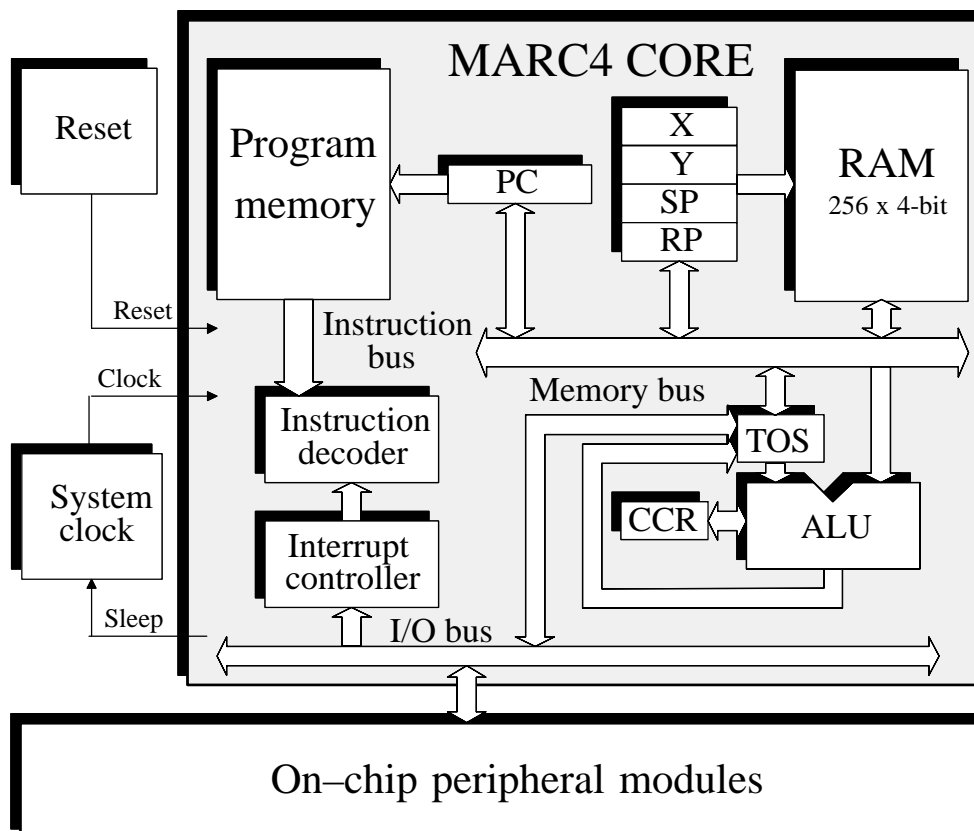 MARC4 CORE
Reset
Program
memory
PC
X
Y
SP
RP
RAM
256 x 4-bit
Reset
Instruction
bus
Clock
Memory bus
Instruction
decoder
TOS
System
clock
CCR
ALU
Interrupt
controller
Sleep
I/O bus
On–chip peripheral modules